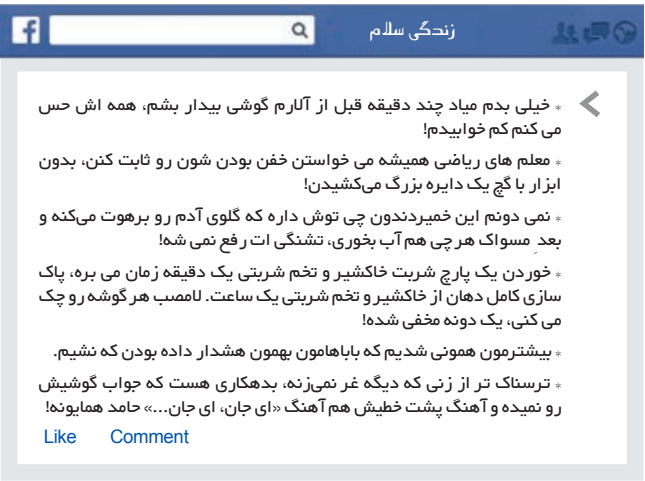 زندگی سلام
* خیلی بدم میاد چند دقیقه قبل از آلارم گوشی بیدار بشم، همه اش حس
می کنم کم خوابیدم!
* معلم های ریاضی همیشه می خواستن خفن بودن شون رو ثابت کنن، بدون
ابزار با گچ یک دایره بزرگ می‌کشیدن!
* نمی دونم این خمیردندون چی توش داره که گلوی آدم رو برهوت می‌کنه و
بعدِ مسواک هر چی هم آب بخوری، تشنگی ات رفع نمی شه!
* خوردن یک پارچ شربت خاکشیر و تخم شربتی یک دقیقه زمان می بره، پاک
سازی کامل دهان از خاکشیر و تخم شربتی یک ساعت. لامصب هر گوشه رو چک
می کنی، یک دونه مخفی شده!
* بیشترمون همونی شدیم که باباهامون بهمون هشدار داده بودن که نشیم.
* ترسناک تر از زنی که دیگه غر نمی‌زنه، بدهکاری هست که جواب گوشیش
رو نمیده و آهنگ پشت خطیش هم آهنگ «ای جان، ای جان...» حامد همایونه!
Like Comment